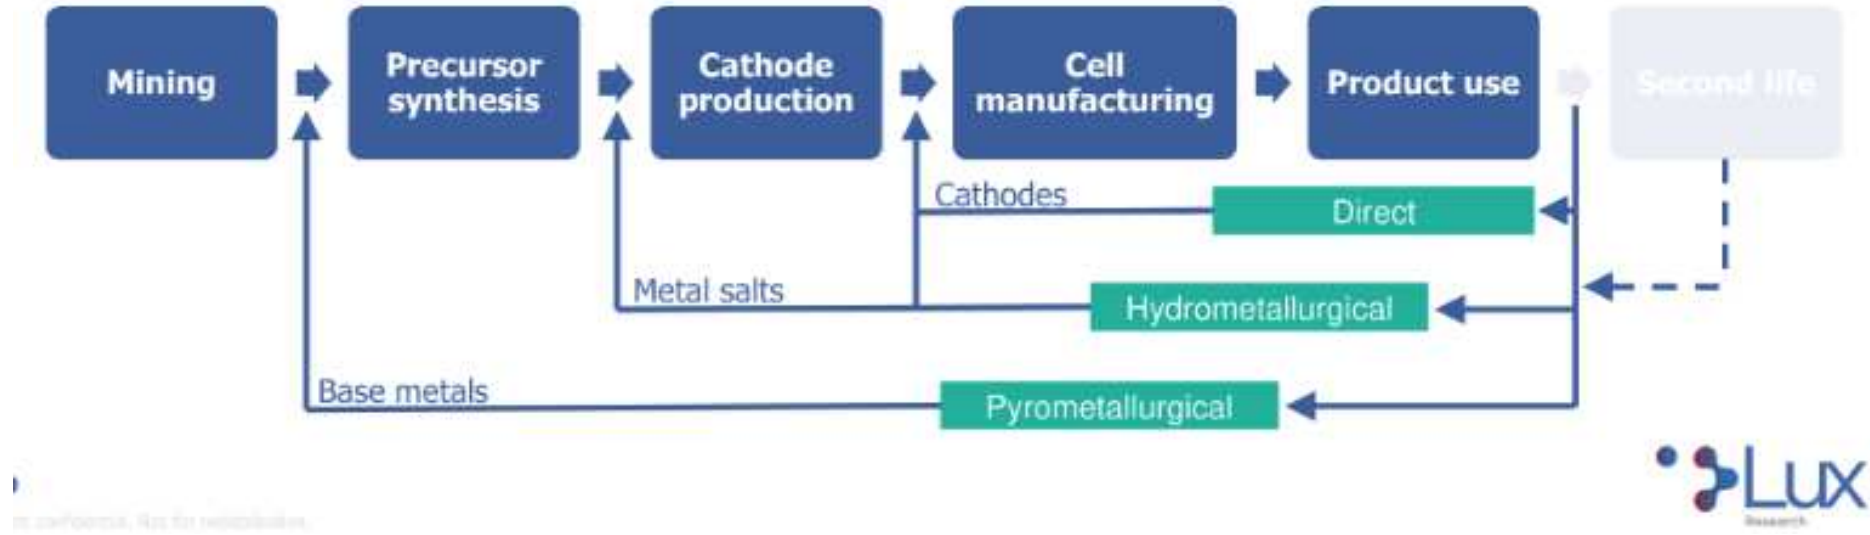 Mining
Precursor
synthesis
Cathode
production
Cell
manufacturing
Product use
Second life
Cathodes
Direct
Metal salts
Hydrometallurgical
Base metals
Pyrometallurgical
Lux
Research